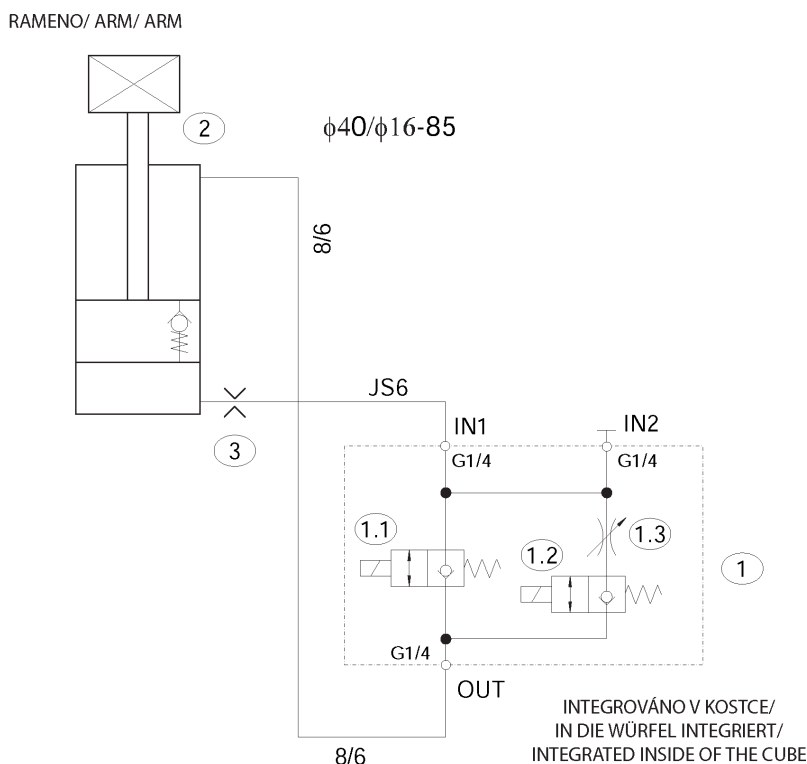 RAMENO/ ARM/ ARM
2
ϕ40/ϕ16-85
8/6
JS6
3
IN1
IN2
G1/4
G1/4
1.1
1.3
1.2
1
G1/4
OUT
INTEGROVÁNO V KOSTCE/
IN DIE WÜRFEL INTEGRIERT/
INTEGRATED INSIDE OF THE CUBE
8/6